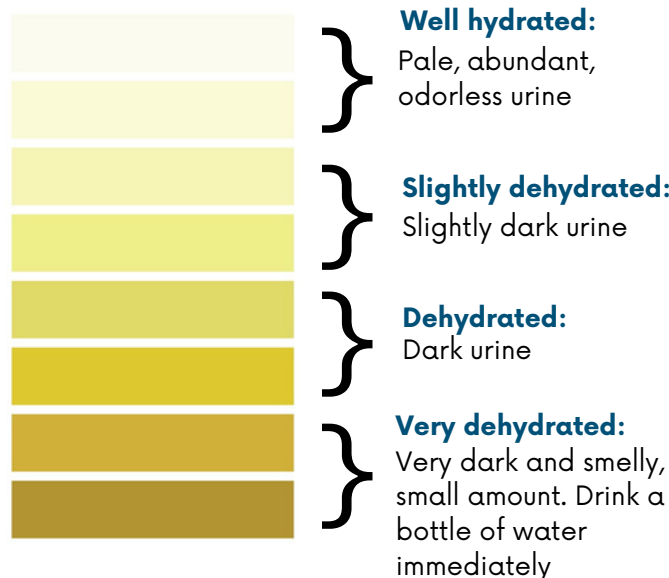 Well hydrated:
Pale, abundant,
odorless urine
Slightly dehydrated:
Slightly dark urine
Dehydrated:
Dark urine
Very dehydrated:
Very dark and smelly,
small amount. Drink a
bottle of water
immediately